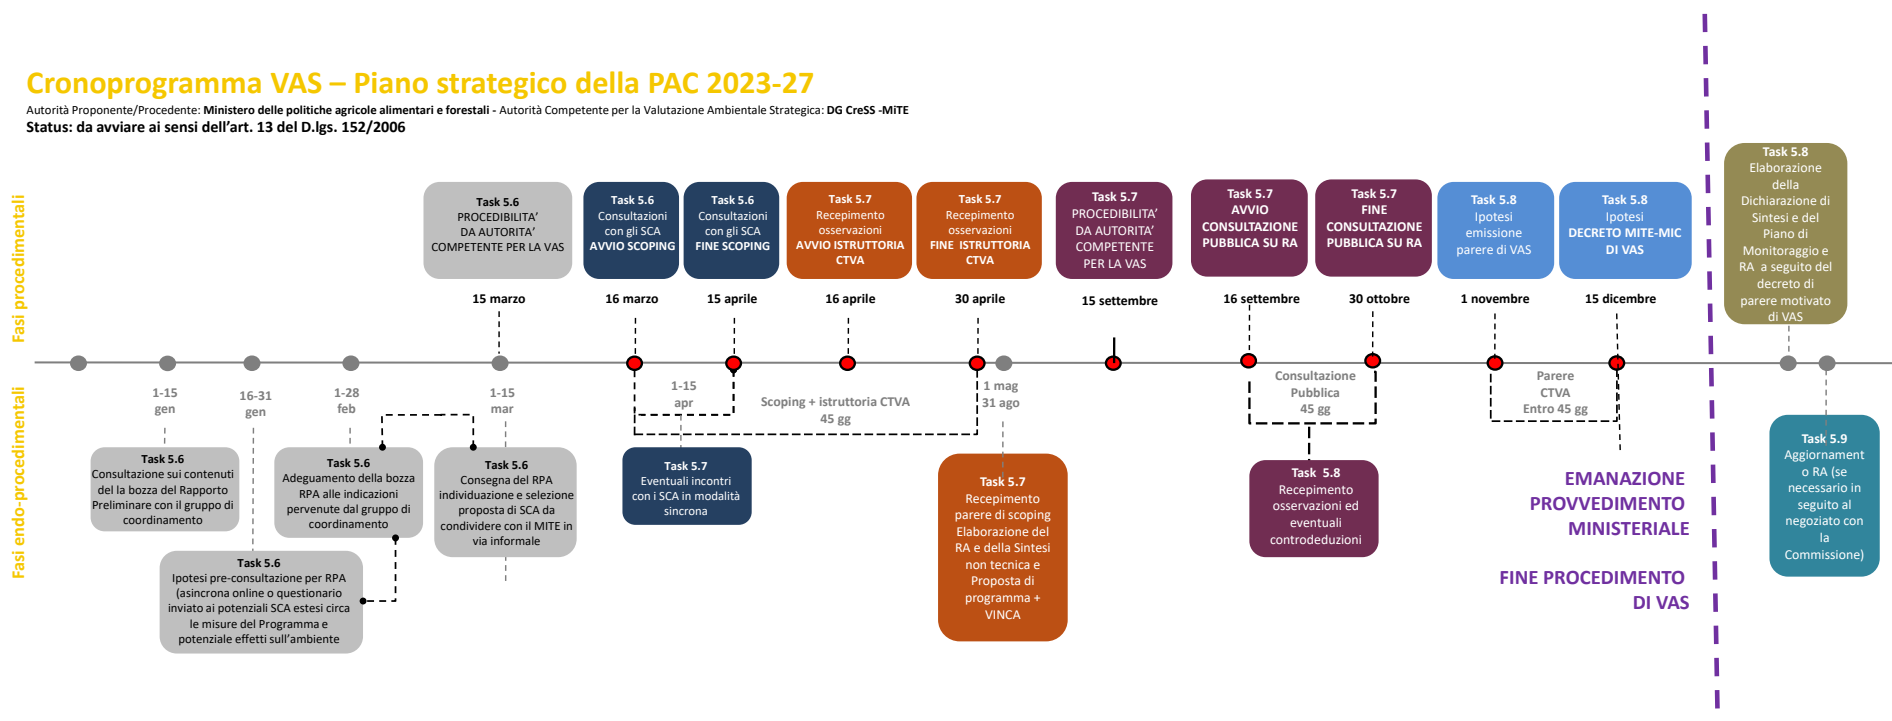 Cronoprogramma VAS – Piano strategico della PAC 2023-27
Autorità Proponente/Procedente: Ministero delle politiche agricole alimentari e forestali - Autorità Competente per la Valutazione Ambientale Strategica: DG CreSS -MiTE
Status: da avviare ai sensi dell’art. 13 del D.lgs. 152/2006
Fasi procedimentali
Task 5.6
PROCEDIBILITA’
DA AUTORITA’
COMPETENTE PER LA VAS
15 marzo
Task 5.6
Consultazioni
con gli SCA
AVVIO SCOPING
16 marzo
Task 5.6
Consultazioni
con gli SCA
FINE SCOPING
15 aprile
Task 5.7
Recepimento
osservazioni
AVVIO ISTRUTTORIA
CTVA
16 aprile
Task 5.7
Recepimento
osservazioni
FINE ISTRUTTORIA
CTVA
30 aprile
Task 5.7
PROCEDIBILITA’
DA AUTORITA’
COMPETENTE
PER LA VAS
15 settembre
Task 5.7
AVVIO
CONSULTAZIONE
PUBBLICA SU RA
16 settembre
Task 5.7
FINE
CONSULTAZIONE
PUBBLICA SU RA
30 ottobre
Task 5.8
Ipotesi
emissione
parere di VAS
1 novembre
Task 5.8
Ipotesi
DECRETO MITE-MIC
DI VAS
15 dicembre
Task 5.8
Elaborazione
della
Dichiarazione di
Sintesi e del
Piano di
Monitoraggio e
RA a seguito del
decreto di
parere motivato
di VAS
Fasi endo-procedimentali
1-15
gen
16-31
gen
1-28
feb
1-15
mar
1-15
apr
Scoping + istruttoria CTVA
45 gg
1 mag
31 ago
Consultazione
Pubblica
45 gg
Parere
CTVA
Entro 45 gg
Task 5.6
Consultazione sui contenuti
del la bozza del Rapporto
Preliminare con il gruppo di
coordinamento
Task 5.6
Ipotesi pre-consultazione per RPA
(asincrona online o questionario
inviato ai potenziali SCA estesi circa
le misure del Programma e
potenziale effetti sull’ambiente
Task 5.6
Adeguamento della bozza
RPA alle indicazioni
pervenute dal gruppo di
coordinamento
Task 5.6
Consegna del RPA
individuazione e selezione
proposta di SCA da
condividere con il MITE in
via informale
Task 5.7
Eventuali incontri
con i SCA in modalità
sincrona
Task 5.7
Recepimento
parere di scoping
Elaborazione del
RA e della Sintesi
non tecnica e
Proposta di
programma +
VINCA
Task 5.8
Recepimento
osservazioni ed
eventuali
controdeduzioni
EMANAZIONE
PROVVEDIMENTO
MINISTERIALE
FINE PROCEDIMENTO
DI VAS
Task 5.9
Aggiornament
o RA (se
necessario in
seguito al
negoziato con
la
Commissione)